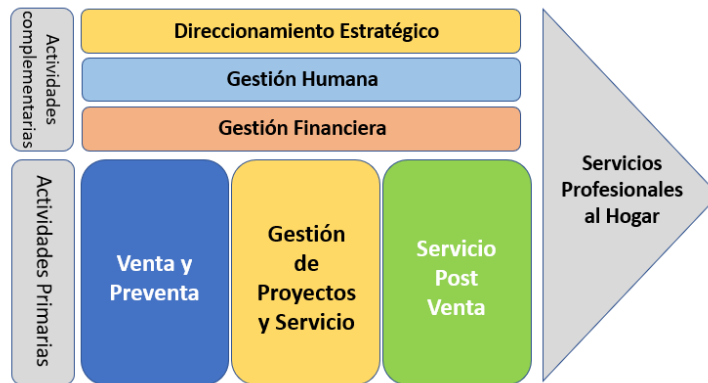 Actividades
complementarias
Direccionamiento Estratégico
Gestión Humana
Gestión Financiera
Actividades Primarias
Venta y
Preventa
Gestión
de
Proyectos
y Servicio
Servicio
Post
Venta
Servicios
Profesionales
al Hogar